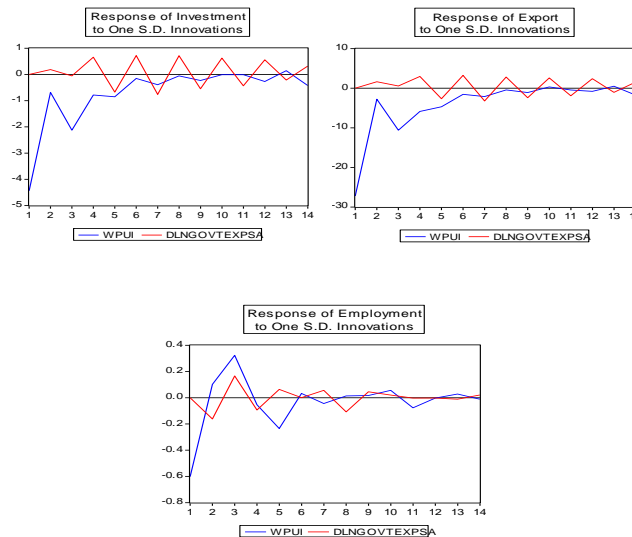 Response of Investment
to One S.D. Innovations
1
0
-1
-2
-3
-4
-5
1 2 3 4 5 6 7 8 9 10 11 12 13 14
WPUI DLNGOVTEXPSA
Response of Export
to One S.D. Innovations
10
0
-10
-20
-30
1 2 3 4 5 6 7 8 9 10 11 12 13
WPUI DLNGOVTEXPSA
Response of Employment
to One S.D. Innovations
0.4
0.2
0.0
-0.2
-0.4
-0.6
-0.8
1 2 3 4 5 6 7 8 9 10 11 12 13 14
WPUI DLNGOVTEXPSA